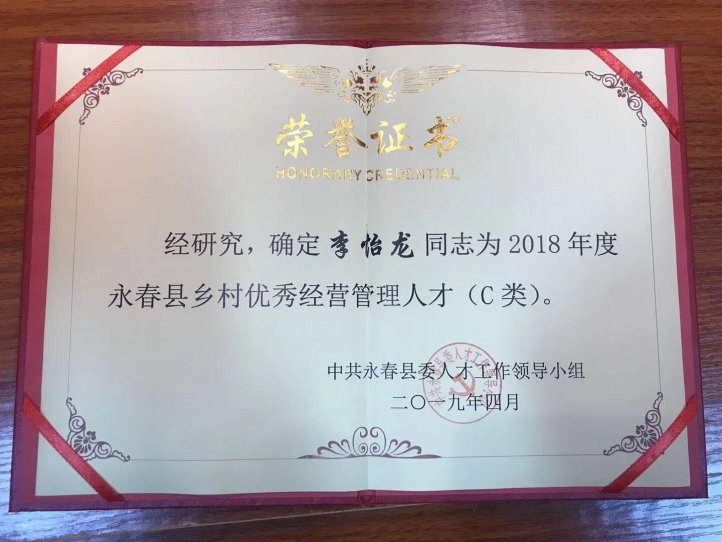 荣誉证书
HONORARY CREDENTIAL
经研究，确定李怡龙同志为2018年度
永春县乡村优秀经营管理人才（C类）。
中共永春县委人才工作领导小组
二〇一九年四月